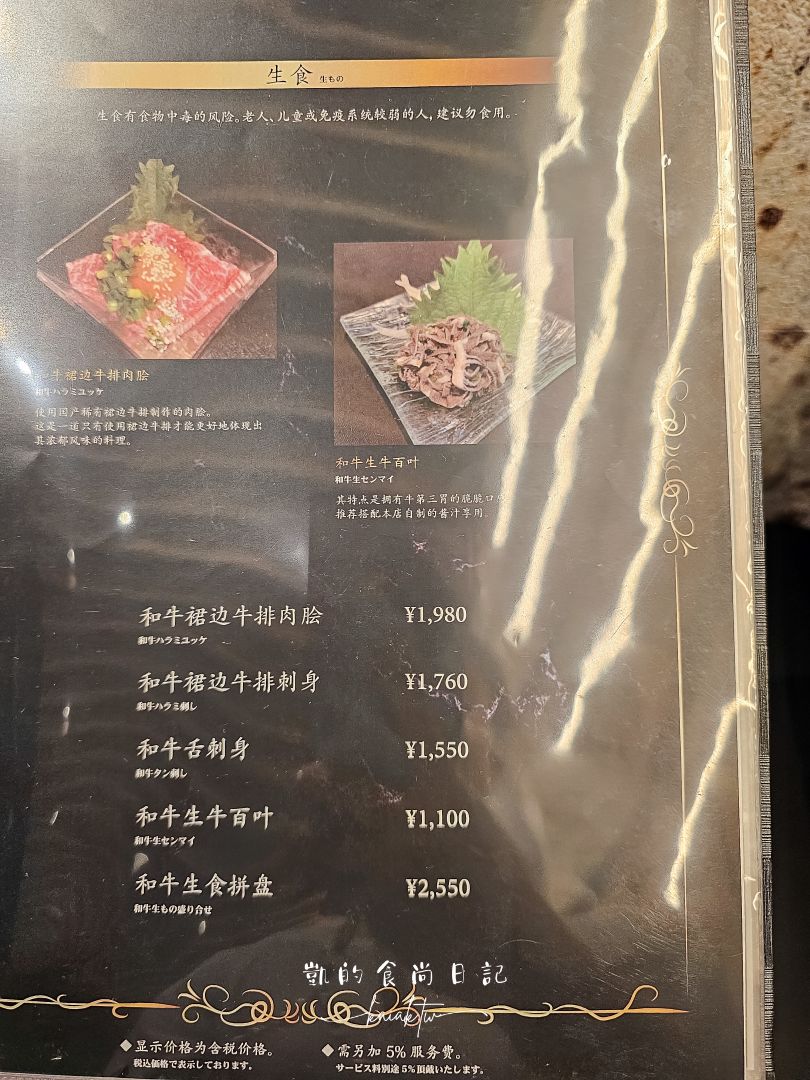 生食 生もの
生食有食物中毒的风险。老人、儿童或免疫系统较弱的人,建议勿食用。
和牛裙边牛排肉脍
和牛ハラミユッケ
使用国产稀有裙边牛排制作的肉脍。
这是一道只有使用裙边牛排才能更好地体现出
其浓郁风味的料理。
和牛生牛百叶
和牛生センマイ
其特点是拥有牛第三胃的脆脆口感
推荐搭配本店自制的酱汁享用。
和牛裙边牛排肉脍 ¥1,980
和牛ハラミユッケ
和牛裙边牛排刺身 ¥1,760
和牛ハラミ刺し
和牛舌刺身 ¥1,550
和牛タン刺し
和牛生牛百叶 ¥1,100
和牛生センマイ
和牛生食拼盘 ¥2,550
和牛生もの盛り合せ
凱的食尚日記
kaiak.tw
◆显示价格为含税价格。 ◆需另加 5% 服务费。
税込価格で表示しております。 サービス料別途 5% 頂戴いたします。